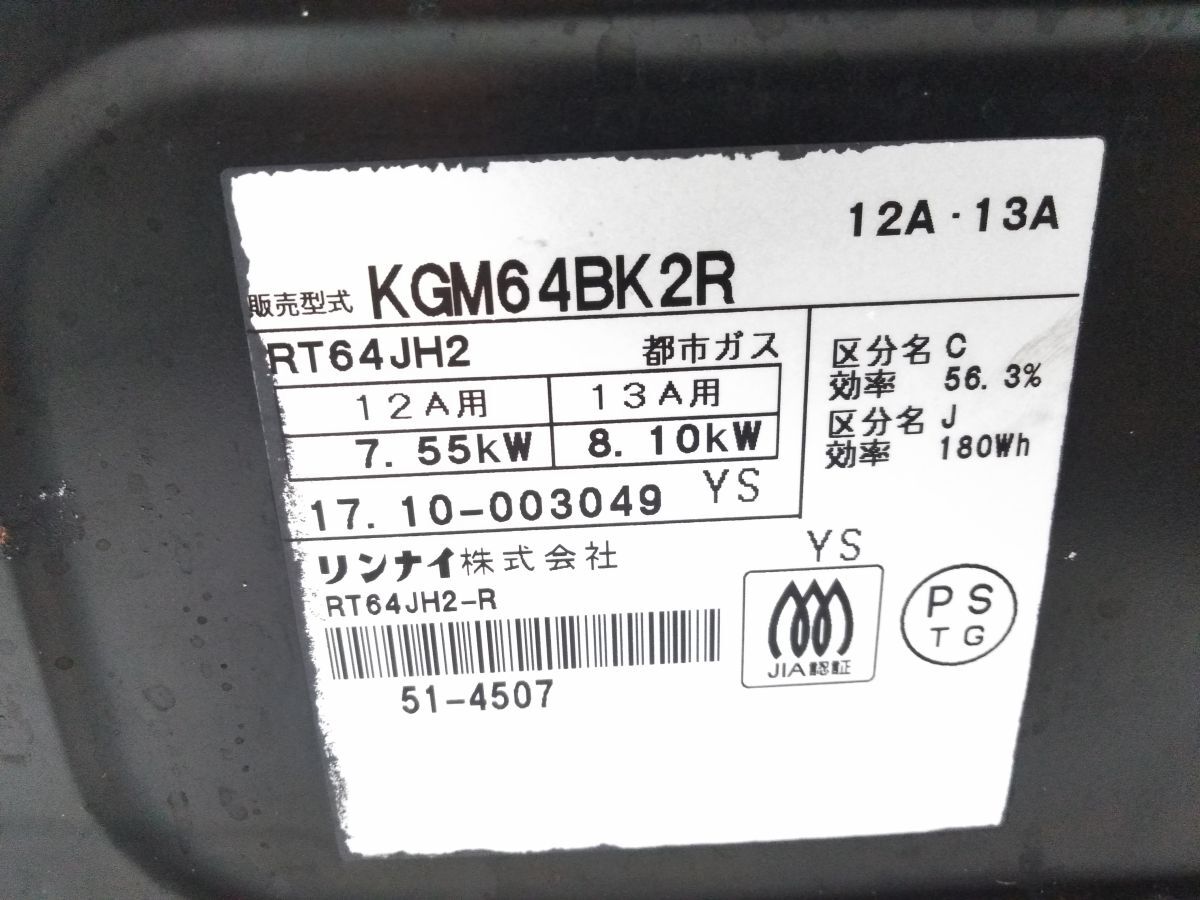 12A・13A
販売型式 KGM64BK2R
RT64JH2 都市ガス
12A用 13A用
7.55kW 8.10kW
17.10-003049 YS
区分名 C
効率 56.3%
区分名 J
効率 180Wh
リンナイ株式会社
RT64JH2-R
51-4507
YS
JIA認証
PS
TG